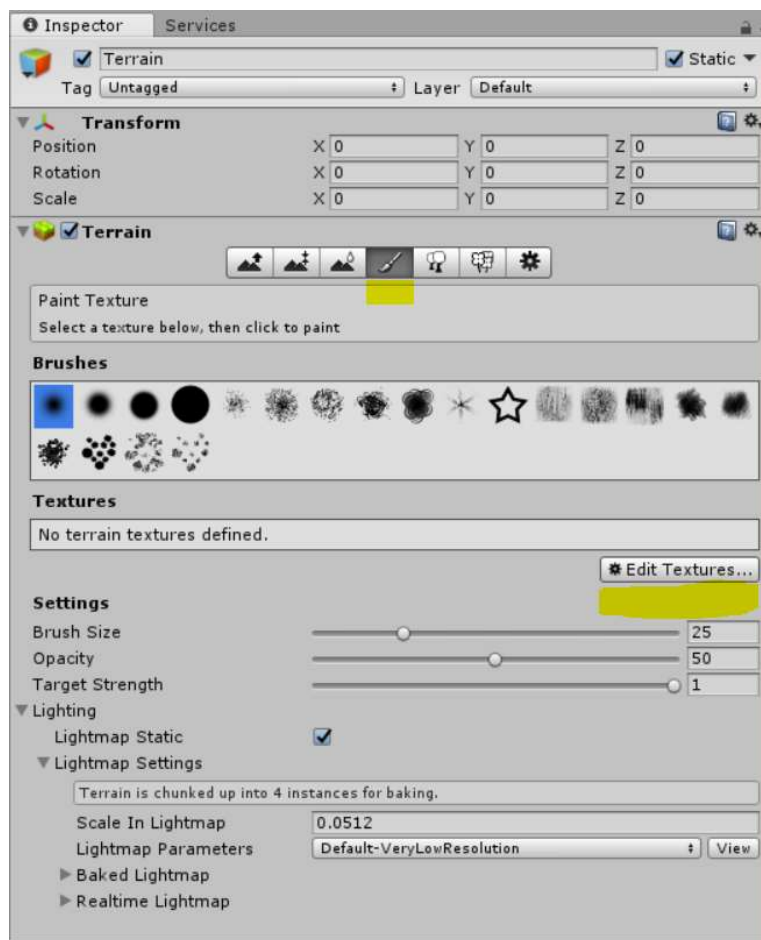 Inspector Services
Terrain Static
Tag Untagged Layer Default
Transform
Position X 0 Y 0 Z 0
Rotation X 0 Y 0 Z 0
Scale X 0 Y 0 Z 0
Terrain
Paint Texture
Select a texture below, then click to paint
Brushes
Textures
No terrain textures defined.
Edit Textures...
Settings
Brush Size 25
Opacity 50
Target Strength 1
Lighting
Lightmap Static
Lightmap Settings
Terrain is chunked up into 4 instances for baking.
Scale In Lightmap 0.0512
Lightmap Parameters Default-VeryLowResolution View
Baked Lightmap
Realtime Lightmap